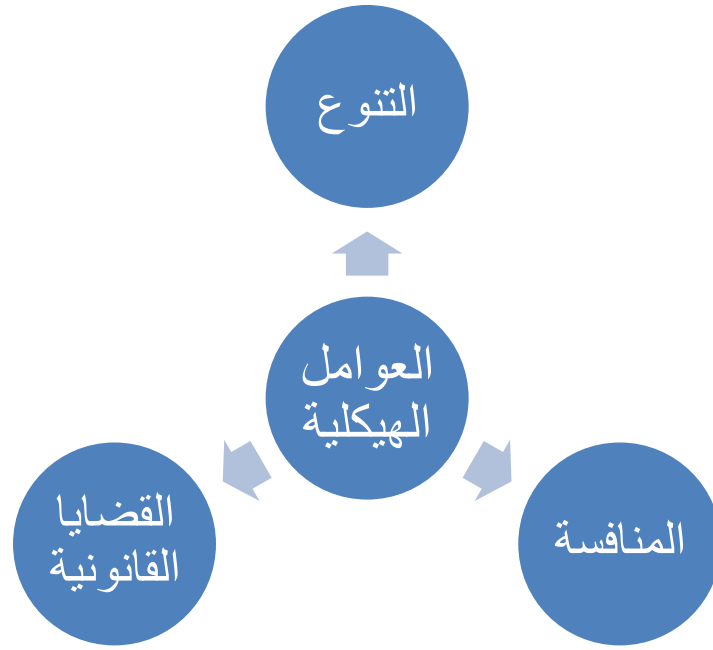 التنوع
العوامل
الهيكلية
المنافسة
القضايا
القانونية